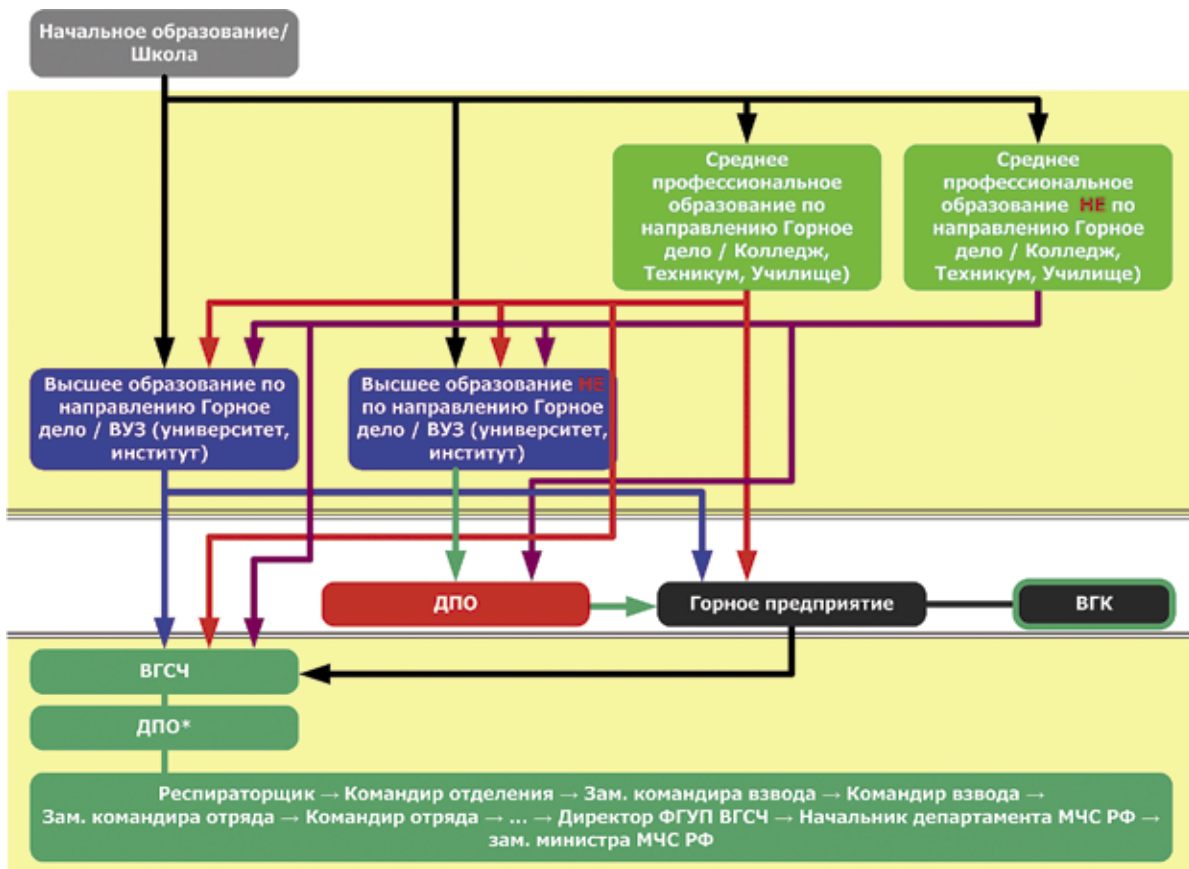 Начальное образование/
Школа
Среднее
профессиональное
образование по
направлению Горное
дело / Колледж,
Техникум, Училище)
Среднее
профессиональное
образование НЕ по
направлению Горное
дело / Колледж,
Техникум, Училище)
Высшее образование по
направлению Горное
дело / ВУЗ (университет,
институт)
Высшее образование НЕ
по направлению Горное
дело / ВУЗ (университет,
институт)
ДПО
Горное предприятие
ВГК
ВГСЧ
ДПО*
Респираторщик → Командир отделения → Зам. командира взвода → Командир взвода →
Зам. командира отряда → Командир отряда → ... → Директор ФГУП ВГСЧ → Начальник департамента МЧС РФ →
зам. министра МЧС РФ